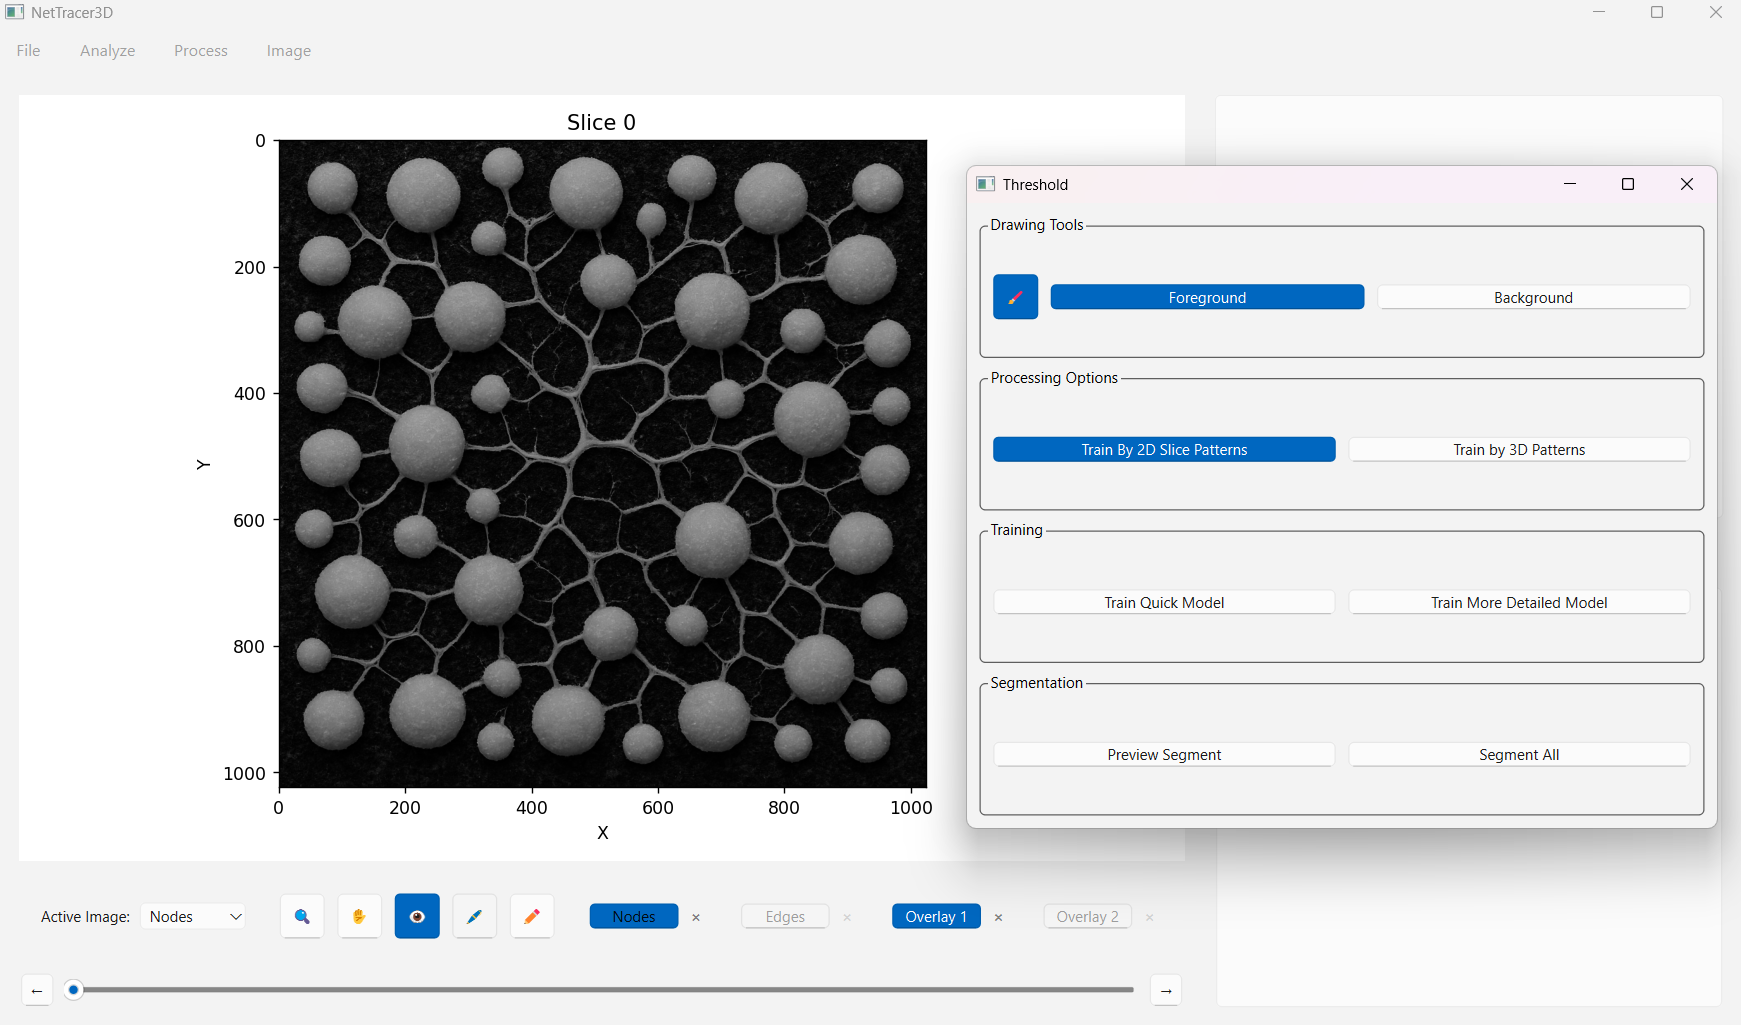 NetTracer3D
File Analyze Process Image
Slice 0
0
200
400
600
800
1000
Y
0 200 400 600 800 1000
X
Threshold
Drawing Tools
Foreground Background
Processing Options
Train By 2D Slice Patterns Train by 3D Patterns
Training
Train Quick Model Train More Detailed Model
Segmentation
Preview Segment Segment All
Active Image: Nodes Nodes × Edges × Overlay 1 × Overlay 2 ×
← →